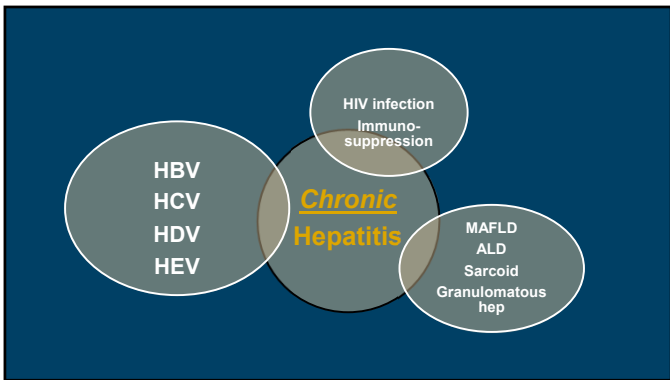 HIV infection
Immuno-
suppression
HBV
HCV
HDV
HEV
Chronic
Hepatitis
MAFLD
ALD
Sarcoid
Granulomatous
hep